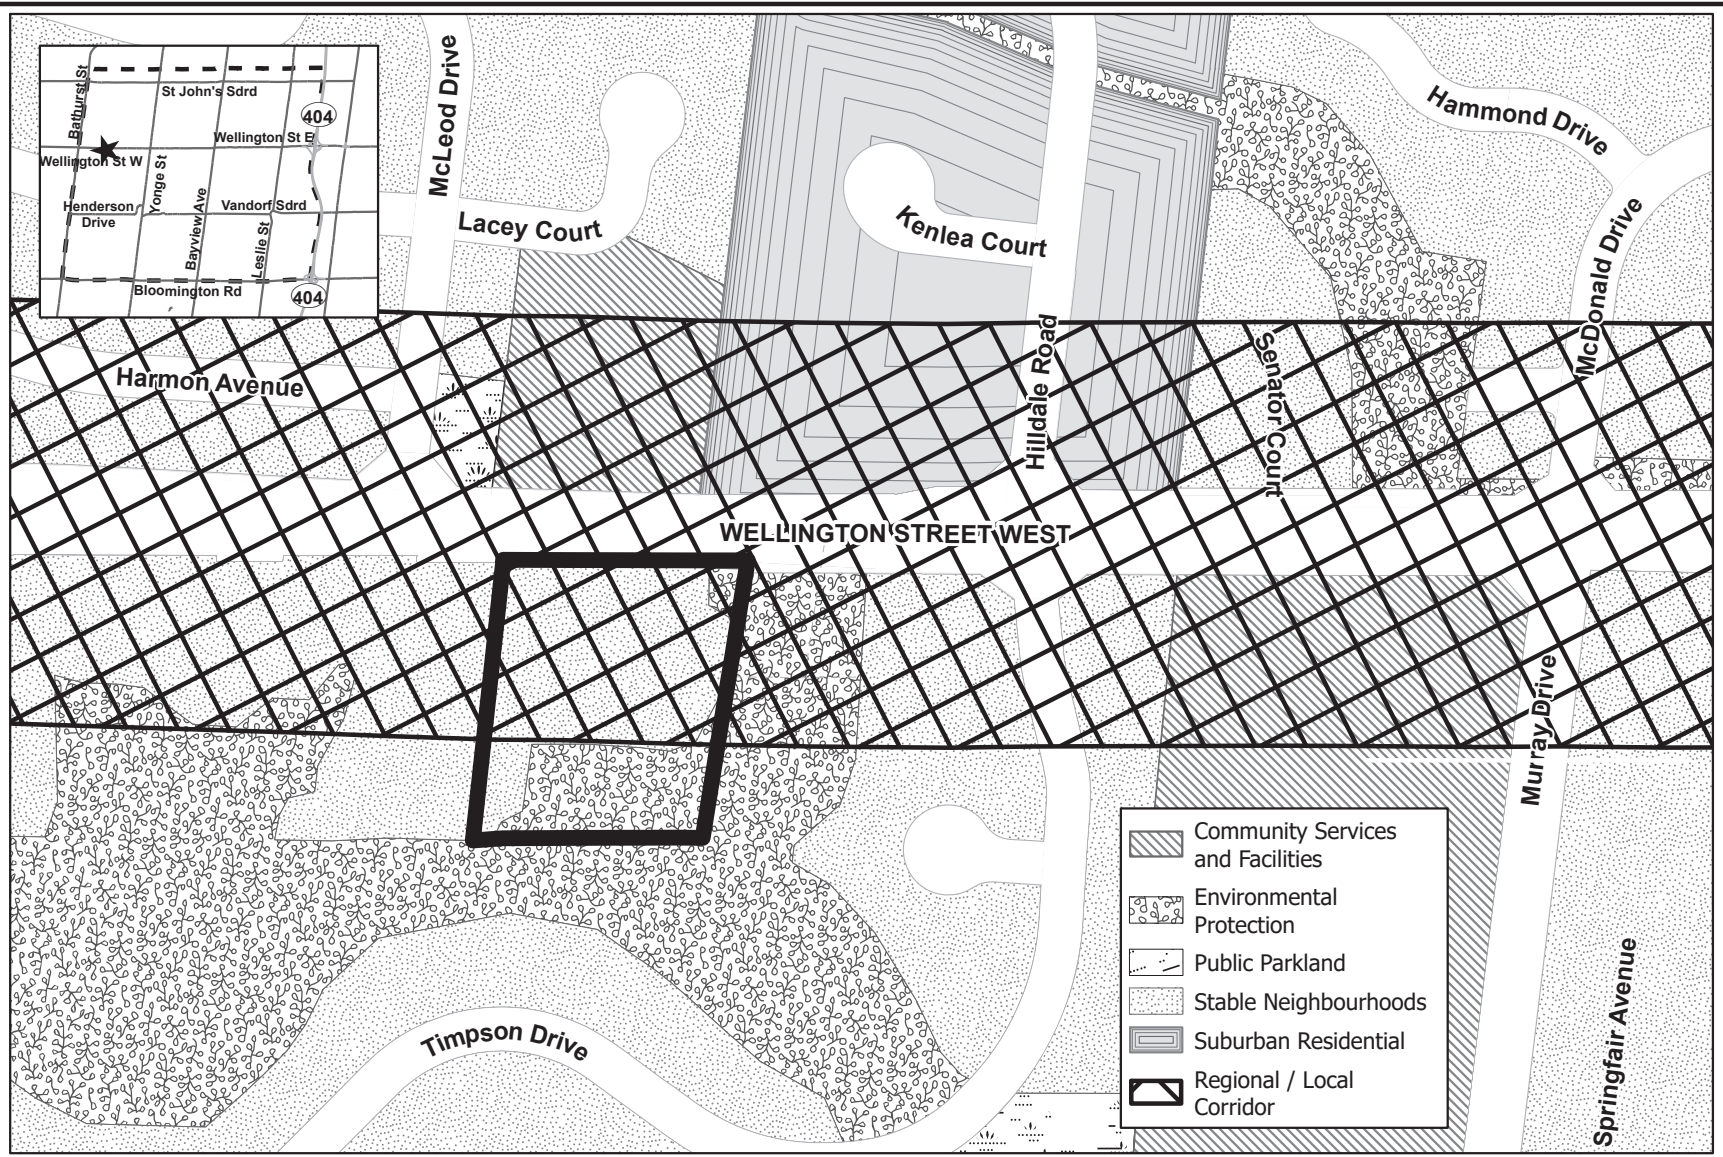 St John's Sdrd
Bathurst St
404
Wellington St E
Wellington St W
Yonge St
Henderson
Drive
Bayview Ave
Vandorf Sdrd
Leslie St
Bloomington Rd
404
McLeod Drive
Lacey Court
Kenlea Court
Hammond Drive
McDonald Drive
Harmon Avenue
Hilldale Road
Senator Court
WELLINGTON STREET WEST
Murray Drive
Timpson Drive
Springfair Avenue
Community Services
and Facilities
Environmental
Protection
Public Parkland
Stable Neighbourhoods
Suburban Residential
Regional / Local
Corridor